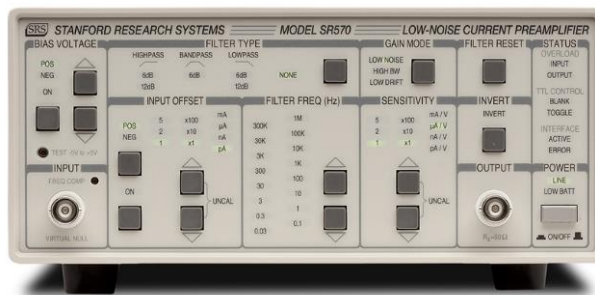 SRS STANFORD RESEARCH SYSTEMS MODEL SR570 LOW-NOISE CURRENT PREAMPLIFIER
BIAS VOLTAGE
POS
NEG
ON
TEST -5V to +5V
INPUT
FREQ COMP
VIRTUAL NULL
FILTER TYPE
HIGHPASS BANDPASS LOWPASS
6dB 6dB 6dB
12dB 12dB
NONE
INPUT OFFSET
POS
NEG
5 x100 mA
2 x10 µA
1 x1 nA
pA
ON
UNCAL
FILTER FREQ (Hz)
1M
300K
100K
30K
10K
3K
1K
300
100
30
10
3
1
0.3
0.1
0.03
GAIN MODE
LOW NOISE
HIGH BW
LOW DRIFT
SENSITIVITY
5 x100 mA / V
2 x10 µA / V
1 x1 nA / V
pA / V
UNCAL
FILTER RESET
INVERT
INVERT
OUTPUT
R₀=50Ω
STATUS
OVERLOAD
INPUT
OUTPUT
TTL CONTROL
BLANK
TOGGLE
INTERFACE
ACTIVE
ERROR
POWER
LINE
LOW BATT
ON/OFF